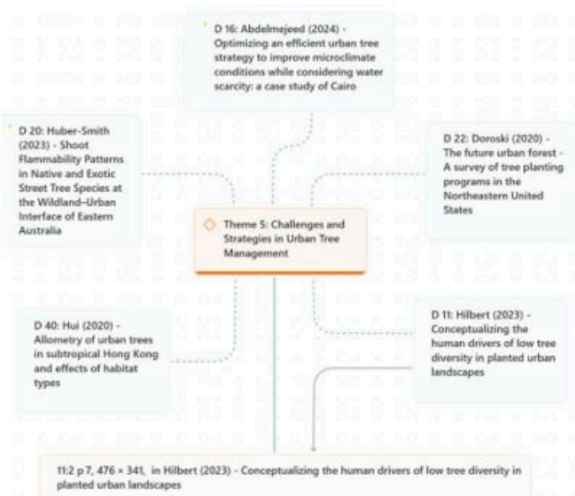 D 16: Abdelmejeed (2024) -
Optimizing an efficient urban tree
strategy to improve microclimate
conditions while considering water
scarcity: a case study of Cairo
D 20: Huber-Smith
(2023) - Shoot
Flammability Patterns
in Native and Exotic
Street Tree Species at
the Wildland–Urban
Interface of Eastern
Australia
D 22: Doroski (2020) -
The future urban forest -
A survey of tree planting
programs in the
Northeastern United
States
Theme 5: Challenges and
Strategies in Urban Tree
Management
D 40: Hui (2020) -
Allometry of urban trees
in subtropical Hong Kong
and effects of habitat
types
D 11: Hilbert (2023) -
Conceptualizing the
human drivers of low tree
diversity in planted urban
landscapes
11:2 p 7, 476 × 341, in Hilbert (2023) - Conceptualizing the human drivers of low tree diversity in
planted urban landscapes